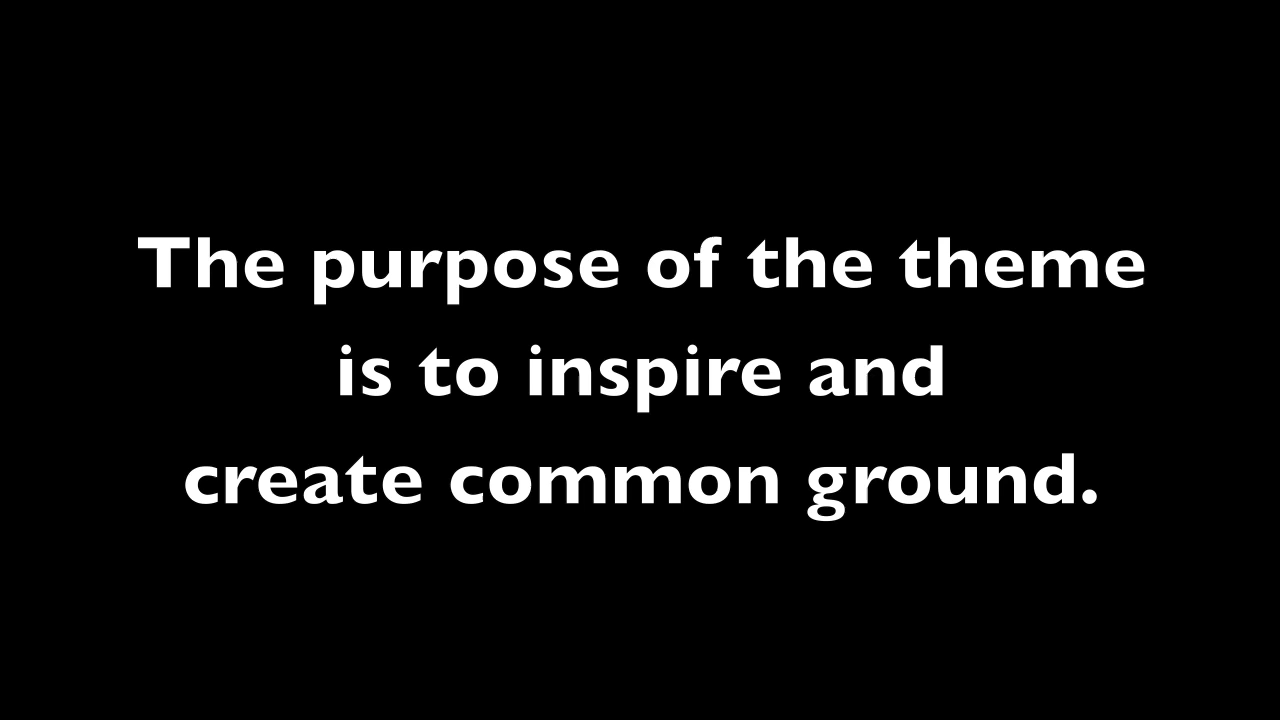 The purpose of the theme
is to inspire and
create common ground.